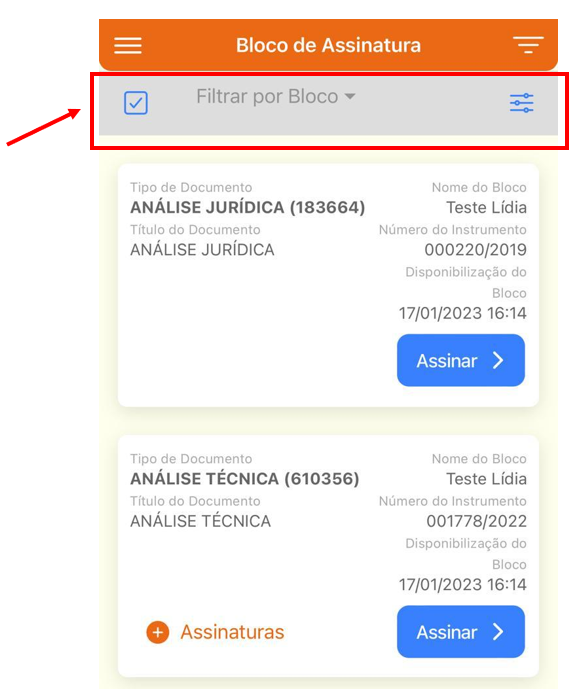 Bloco de Assinatura
Filtrar por Bloco
Tipo de Documento
ANÁLISE JURÍDICA (183664)
Título do Documento
ANÁLISE JURÍDICA
Nome do Bloco
Teste Lídia
Número do Instrumento
000220/2019
Disponibilização do
Bloco
17/01/2023 16:14
Assinar
Tipo de Documento
ANÁLISE TÉCNICA (610356)
Título do Documento
ANÁLISE TÉCNICA
Nome do Bloco
Teste Lídia
Número do Instrumento
001778/2022
Disponibilização do
Bloco
17/01/2023 16:14
Assinaturas
Assinar